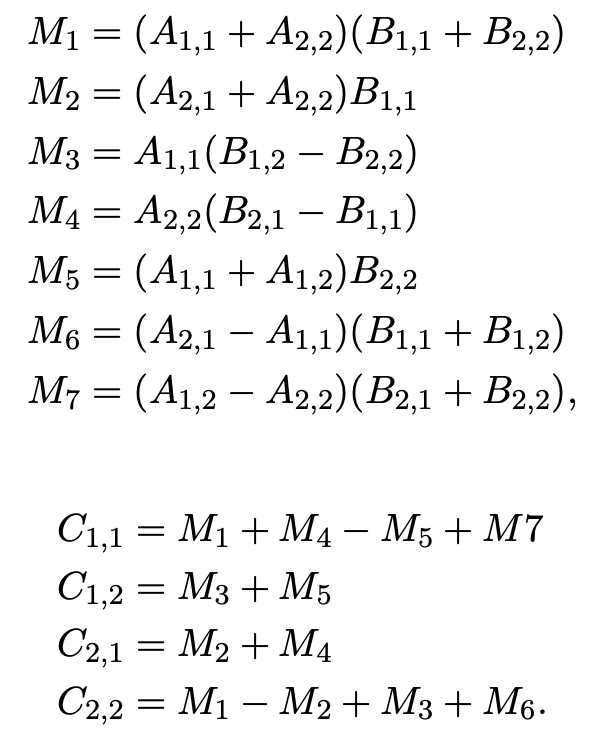 M₁ = (A₁,₁ + A₂,₂)(B₁,₁ + B₂,₂)
M₂ = (A₂,₁ + A₂,₂)B₁,₁
M₃ = A₁,₁(B₁,₂ − B₂,₂)
M₄ = A₂,₂(B₂,₁ − B₁,₁)
M₅ = (A₁,₁ + A₁,₂)B₂,₂
M₆ = (A₂,₁ − A₁,₁)(B₁,₁ + B₁,₂)
M₇ = (A₁,₂ − A₂,₂)(B₂,₁ + B₂,₂),
C₁,₁ = M₁ + M₄ − M₅ + M7
C₁,₂ = M₃ + M₅
C₂,₁ = M₂ + M₄
C₂,₂ = M₁ − M₂ + M₃ + M₆.